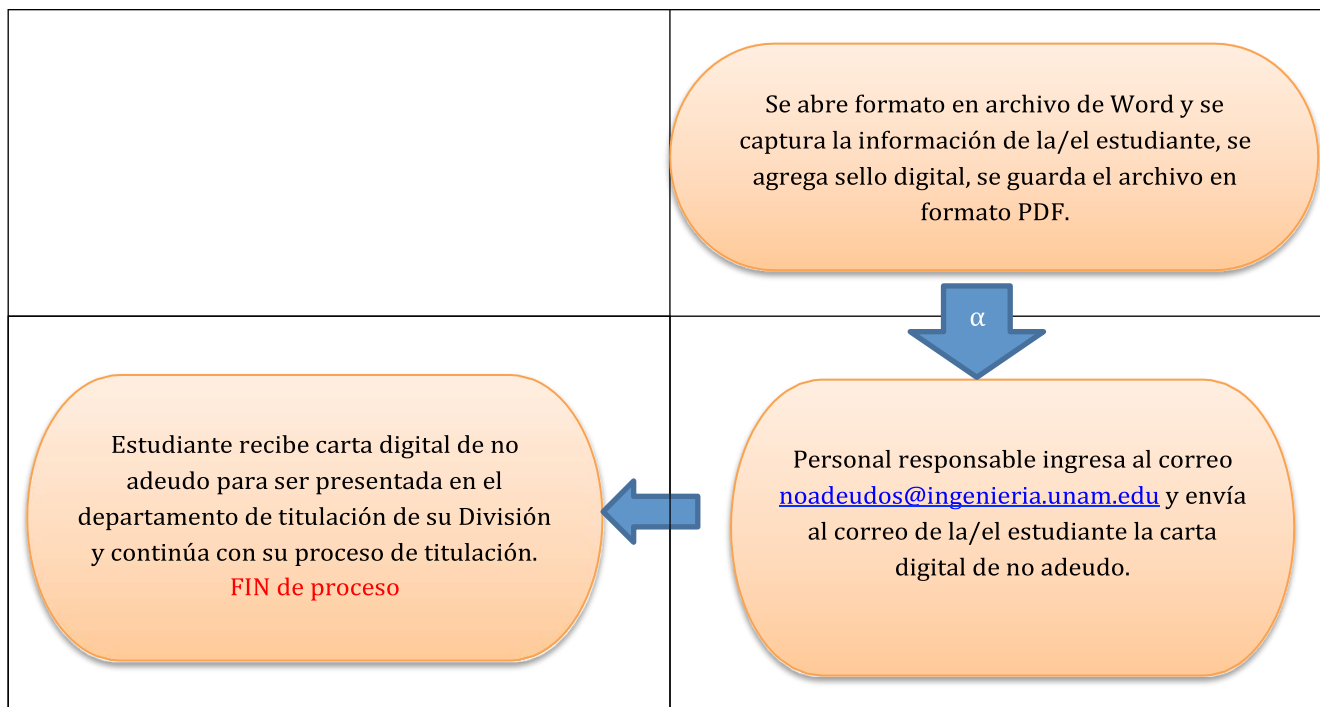 Se abre formato en archivo de Word y se
captura la información de la/el estudiante, se
agrega sello digital, se guarda el archivo en
formato PDF.
α
Personal responsable ingresa al correo
noadeudos@ingenieria.unam.edu y envía
al correo de la/el estudiante la carta
digital de no adeudo.
Estudiante recibe carta digital de no
adeudo para ser presentada en el
departamento de titulación de su División
y continúa con su proceso de titulación.
FIN de proceso